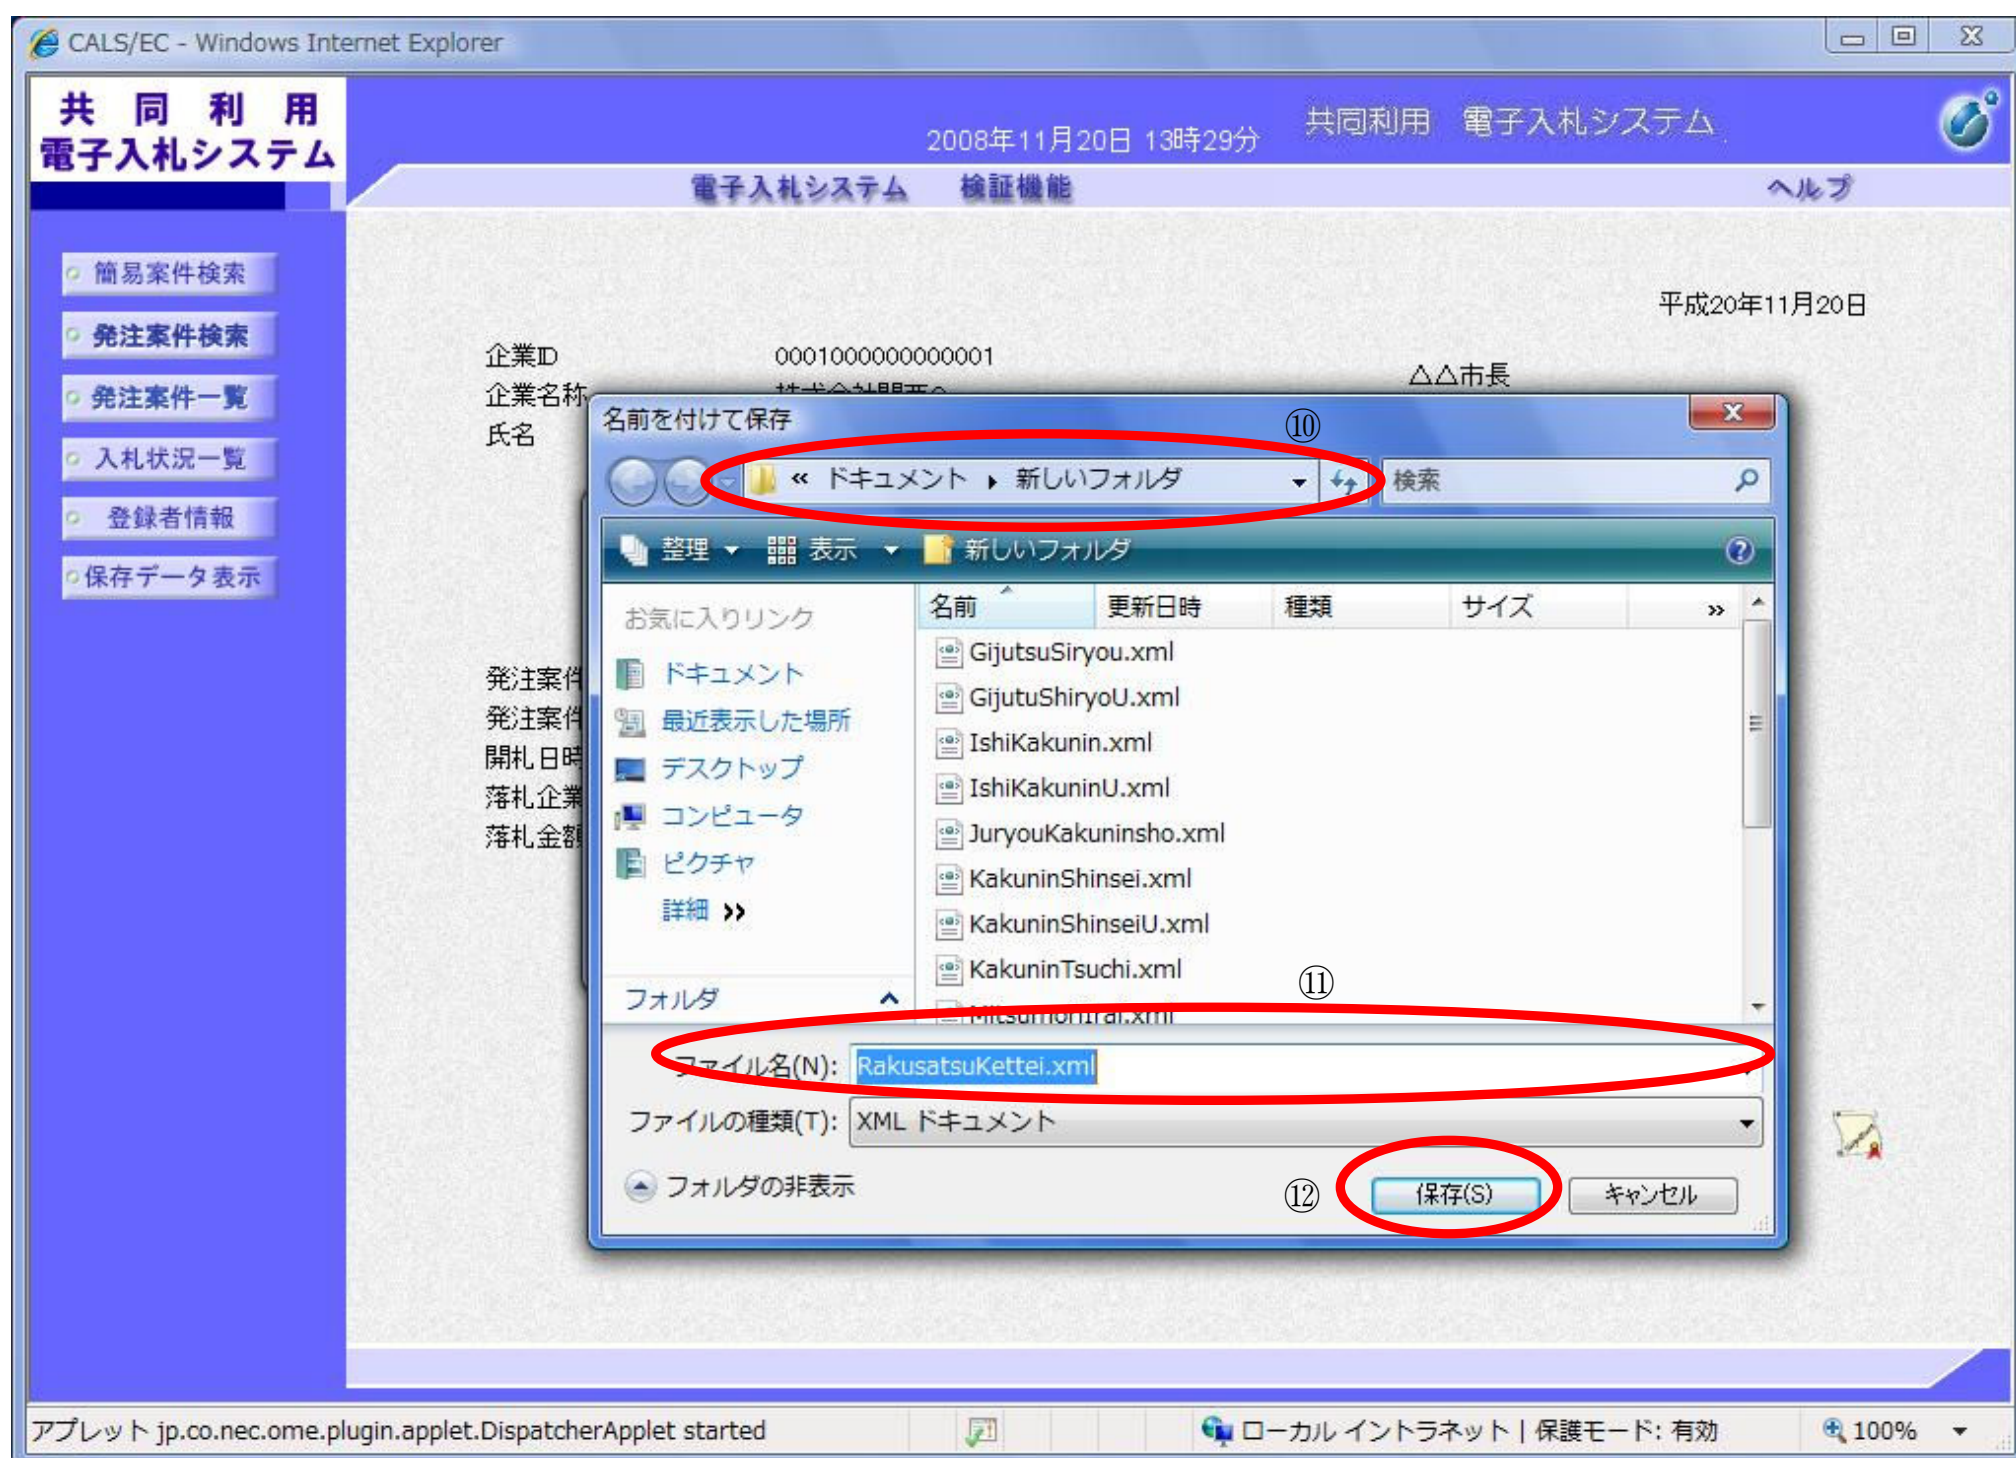 CALS/EC - Windows Internet Explorer
共 同 利 用
電子入札システム
2008年11月20日 13時29分
共同利用 電子入札システム
電子入札システム 検証機能 ヘルプ
簡易案件検索
発注案件検索
発注案件一覧
入札状況一覧
登録者情報
保存データ表示
平成20年11月20日
企業ID 0001000000000001
△△市長
企業名称
氏名
発注案件
発注案件
開札日時
落札企業
落札金額
名前を付けて保存
⑩
« ドキュメント 新しいフォルダ
検索
整理 表示 新しいフォルダ
お気に入りリンク
ドキュメント
最近表示した場所
デスクトップ
コンピュータ
ピクチャ
詳細 »
フォルダ
名前 更新日時 種類 サイズ »
GijutsuSiryou.xml
GijutuShiryoU.xml
IshiKakunin.xml
IshiKakuninU.xml
JuryouKakuninsho.xml
KakuninShinsei.xml
KakuninShinseiU.xml
KakuninTsuchi.xml
⑪
ファイル名(N): RakusatsuKettei.xml
ファイルの種類(T): XML ドキュメント
フォルダの非表示
⑫
保存(S) キャンセル
アプレット jp.co.nec.ome.plugin.applet.DispatcherApplet started
ローカル イントラネット | 保護モード: 有効
100%